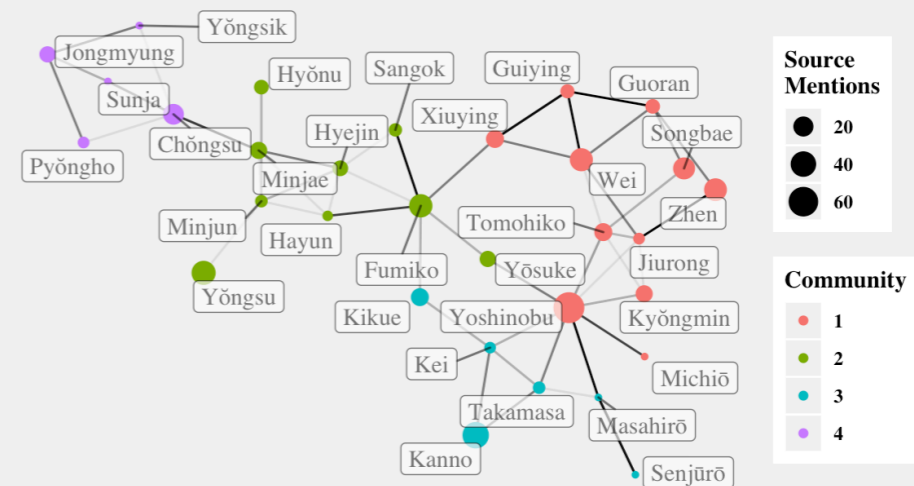 Yŏngsik
Jongmyung
Hyŏnu
Sangok
Guiying
Guoran
Sunja
Xiuying
Songbae
Hyejin
Chŏngsu
Pyŏngho
Minjae
Wei
Zhen
Minjun
Hayun
Tomohiko
Jiurong
Fumiko
Yōsuke
Yŏngsu
Kikue
Yoshinobu
Kyŏngmin
Kei
Michiō
Takamasa
Masahirō
Kanno
Senjūrō
Source
Mentions
20
40
60
Community
1
2
3
4